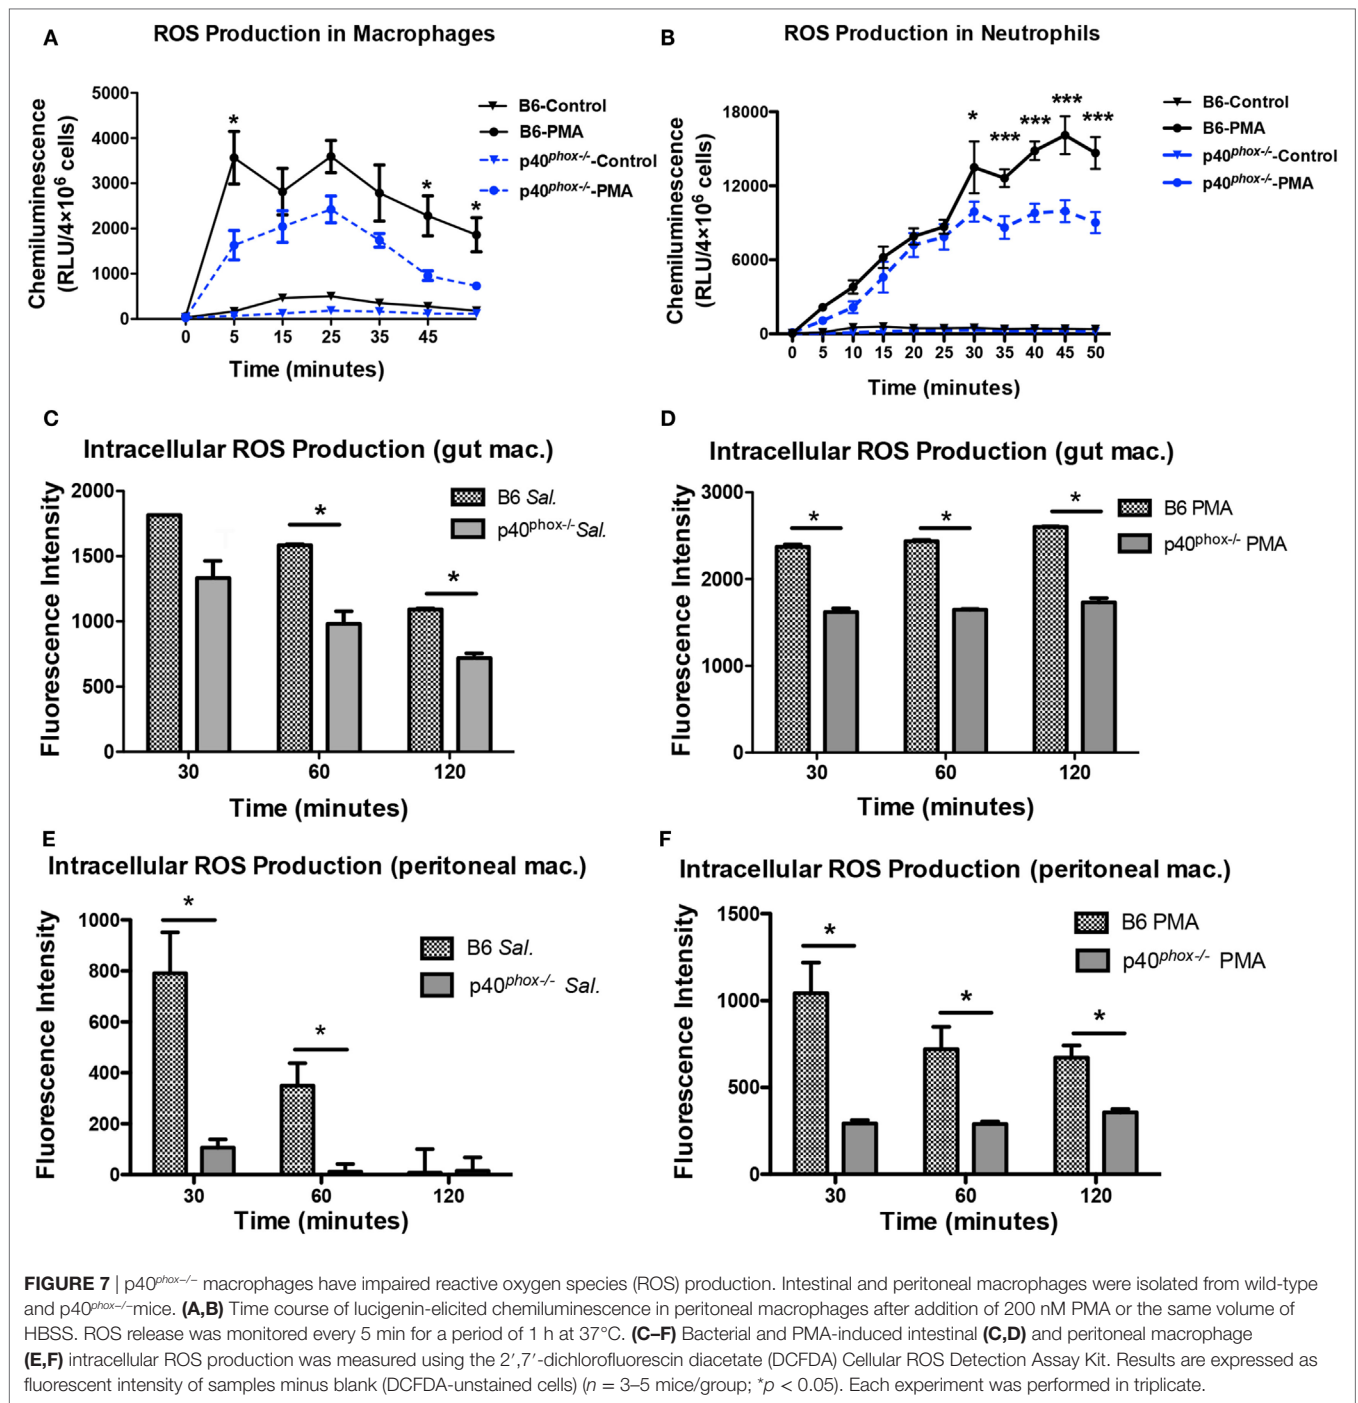 A
ROS Production in Macrophages
Chemiluminescence
(RLU/4×10⁶ cells)
5000
4000
3000
2000
1000
0
*
*
*
0
5
15
25
35
45
Time (minutes)
B6-Control
B6-PMA
p40phox-/--Control
p40phox-/--PMA
B
ROS Production in Neutrophils
Chemiluminescence
(RLU/4×10⁶ cells)
18000
12000
6000
0
*
***
***
***
***
0
5
10
15
20
25
30
35
40
45
50
Time (minutes)
B6-Control
B6-PMA
p40phox-/--Control
p40phox-/--PMA
C
Intracellular ROS Production (gut mac.)
Fluorescence Intensity
2000
1500
1000
500
0
*
*
B6 Sal.
p40phox-/- Sal.
30
60
120
Time (minutes)
D
Intracellular ROS Production (gut mac.)
Fluorescence Intensity
3000
2000
1000
0
*
*
*
B6 PMA
p40phox-/- PMA
30
60
120
Time (minutes)
E
Intracellular ROS Production (peritoneal mac.)
Fluorescence Intensity
1000
800
600
400
200
0
*
*
B6 Sal.
p40phox-/- Sal.
30
60
120
Time (minutes)
F
Intracellular ROS Production (peritoneal mac.)
Fluorescence Intensity
1500
1000
500
0
*
*
*
B6 PMA
p40phox-/- PMA
30
60
120
Time (minutes)
FIGURE 7 | p40phox−/− macrophages have impaired reactive oxygen species (ROS) production. Intestinal and peritoneal macrophages were isolated from wild-type
and p40phox−/−mice. (A,B) Time course of lucigenin-elicited chemiluminescence in peritoneal macrophages after addition of 200 nM PMA or the same volume of
HBSS. ROS release was monitored every 5 min for a period of 1 h at 37°C. (C–F) Bacterial and PMA-induced intestinal (C,D) and peritoneal macrophage
(E,F) intracellular ROS production was measured using the 2′,7′-dichlorofluorescin diacetate (DCFDA) Cellular ROS Detection Assay Kit. Results are expressed as
fluorescent intensity of samples minus blank (DCFDA-unstained cells) (n = 3–5 mice/group; *p < 0.05). Each experiment was performed in triplicate.